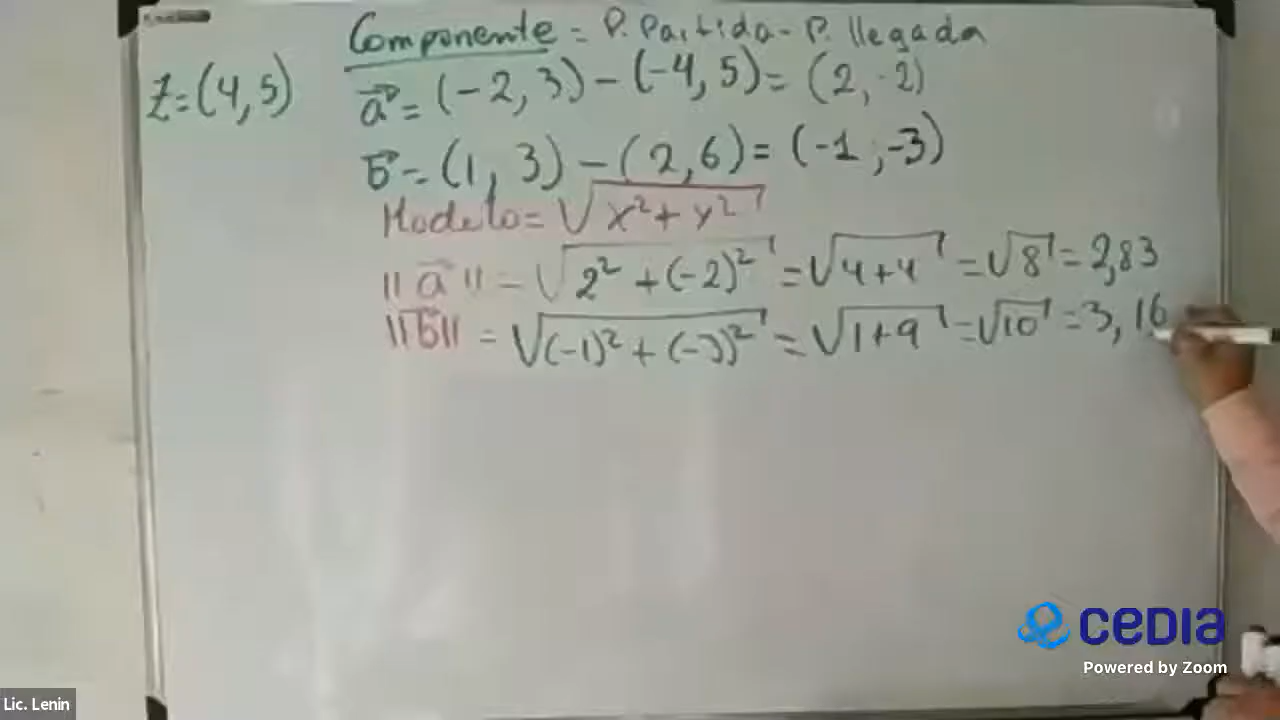 Componente = P. Partida - P. llegada
Z = (4, 5)
a⃗ = (-2, 3) - (-4, 5) = (2, -2)
b⃗ = (1, 3) - (2, 6) = (-1, -3)
Modelo = √x² + y²
||a⃗|| = √2² + (-2)² = √4+4 = √8 = 2,83
||b⃗|| = √(-1)² + (-3)² = √1+9 = √10 = 3,16
cedia
Powered by Zoom
Lic. Lenin